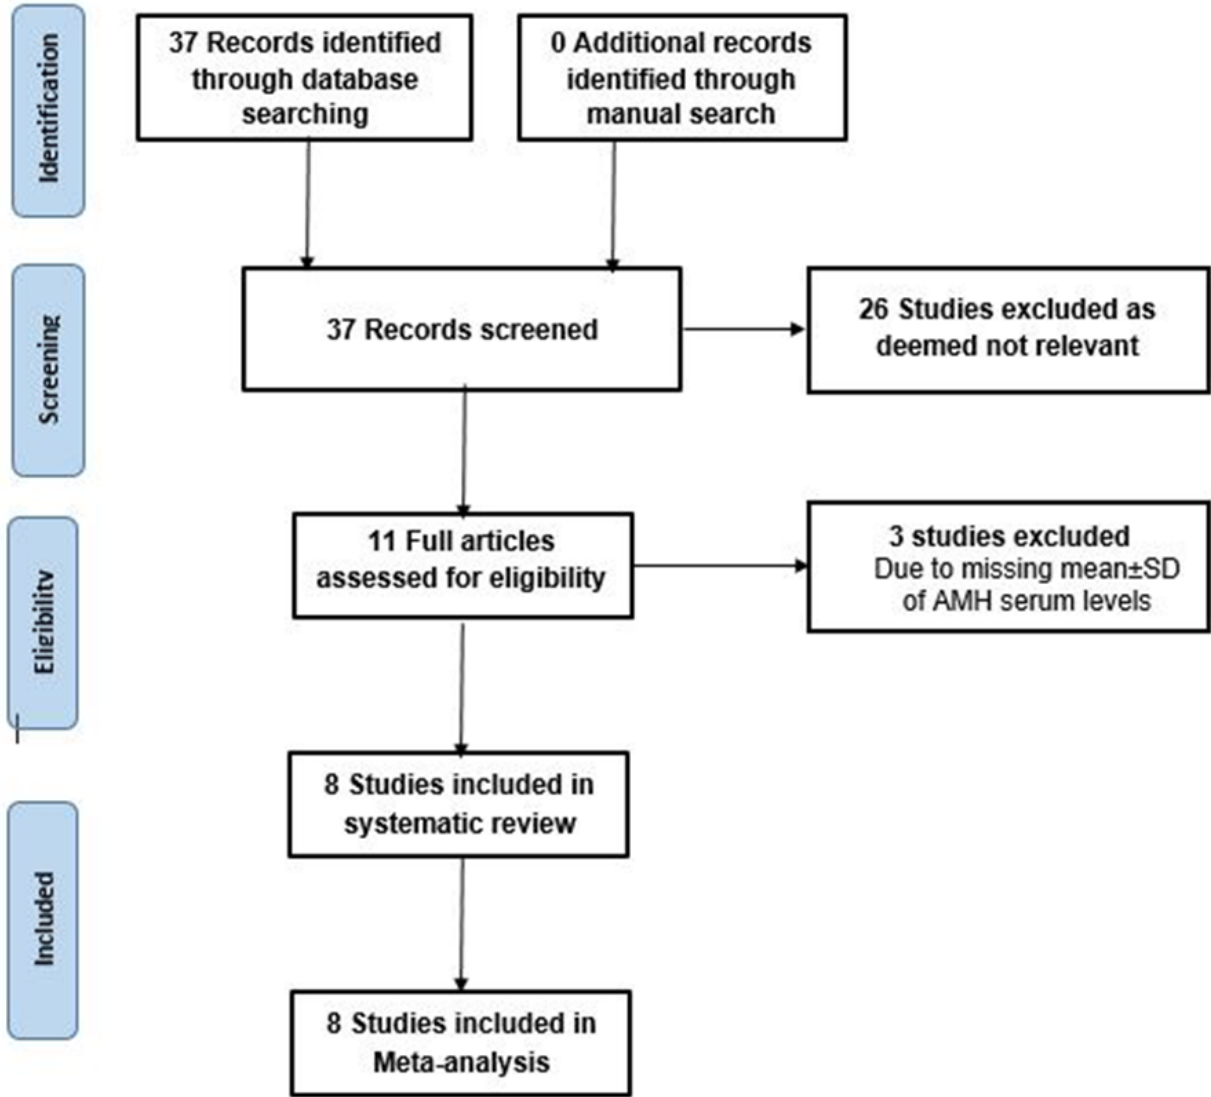 Identification
37 Records identified
through database
searching
0 Additional records
identified through
manual search
Screening
37 Records screened
26 Studies excluded as
deemed not relevant
Eligibility
11 Full articles
assessed for eligibility
3 studies excluded
Due to missing mean±SD
of AMH serum levels
8 Studies included in
systematic review
Included
8 Studies included in
Meta-analysis